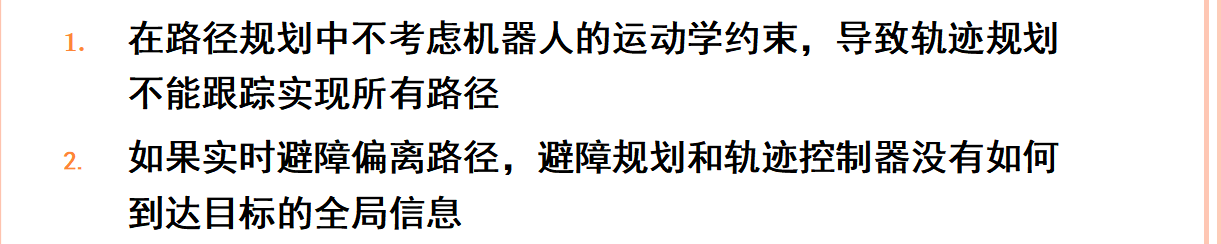 1. 在路径规划中不考虑机器人的运动学约束，导致轨迹规划
不能跟踪实现所有路径
2. 如果实时避障偏离路径，避障规划和轨迹控制器没有如何
到达目标的全局信息